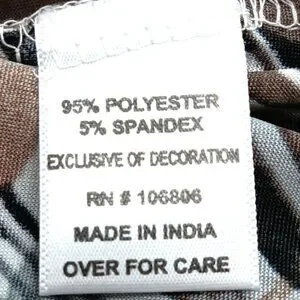 95% POLYESTER
5% SPANDEX
EXCLUSIVE OF DECORATION
RN # 106806
MADE IN INDIA
OVER FOR CARE